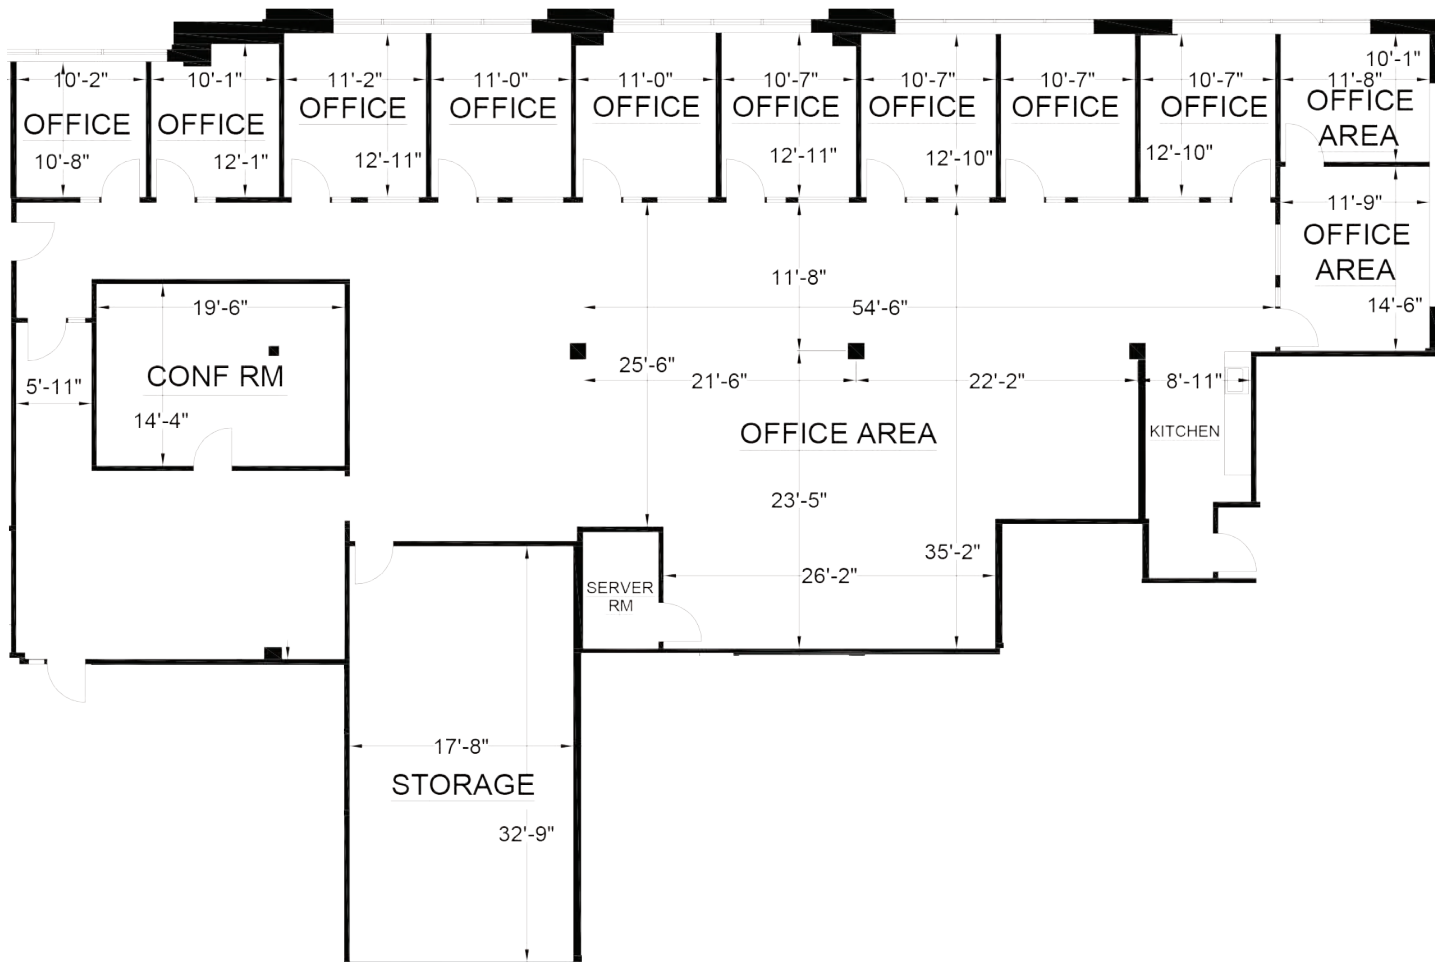 10'-2"
10'-1"
11'-2"
11'-0"
11'-0"
10'-7"
10'-7"
10'-7"
10'-7"
10'-1"
11'-8"
OFFICE
OFFICE
OFFICE
OFFICE
OFFICE
OFFICE
OFFICE
OFFICE
OFFICE
OFFICE
AREA
10'-8"
12'-1"
12'-11"
12'-11"
12'-10"
12'-10"
11'-9"
OFFICE
AREA
14'-6"
11'-8"
54'-6"
19'-6"
CONF RM
5'-11"
14'-4"
25'-6"
21'-6"
22'-2"
8'-11"
OFFICE AREA
KITCHEN
23'-5"
35'-2"
26'-2"
SERVER
RM
17'-8"
STORAGE
32'-9"